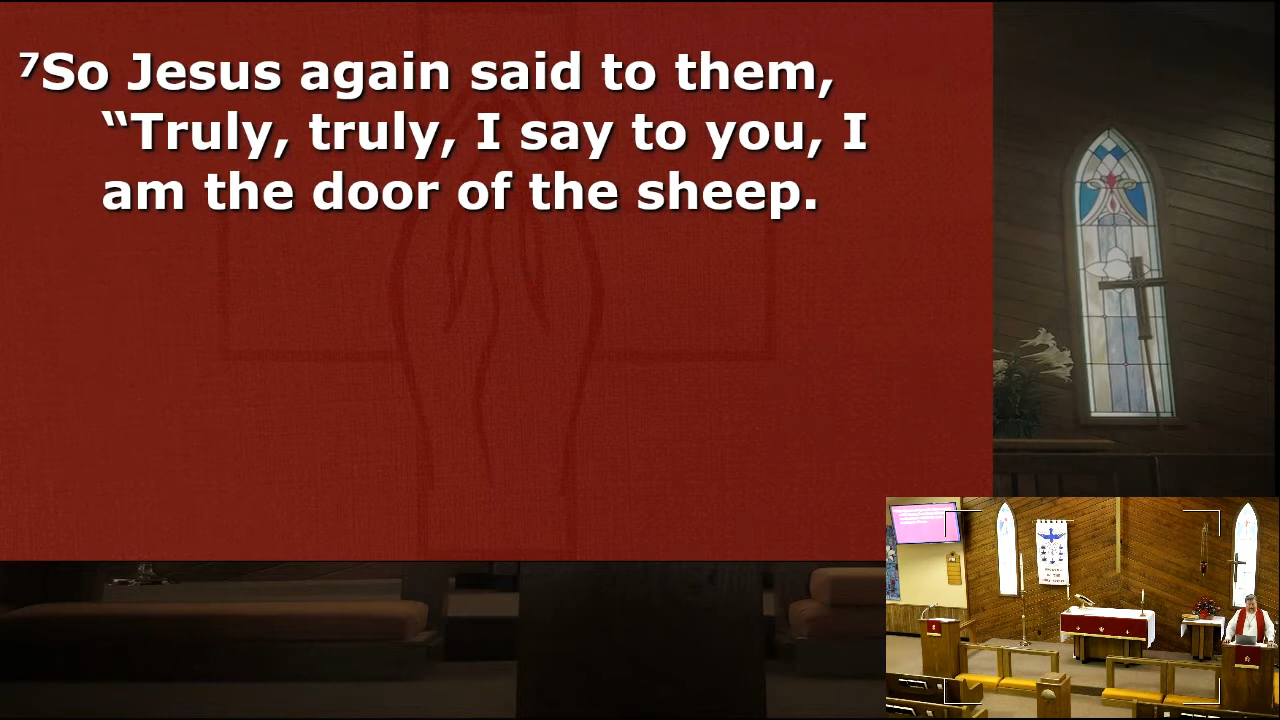 ⁷So Jesus again said to them,
“Truly, truly, I say to you, I
am the door of the sheep.